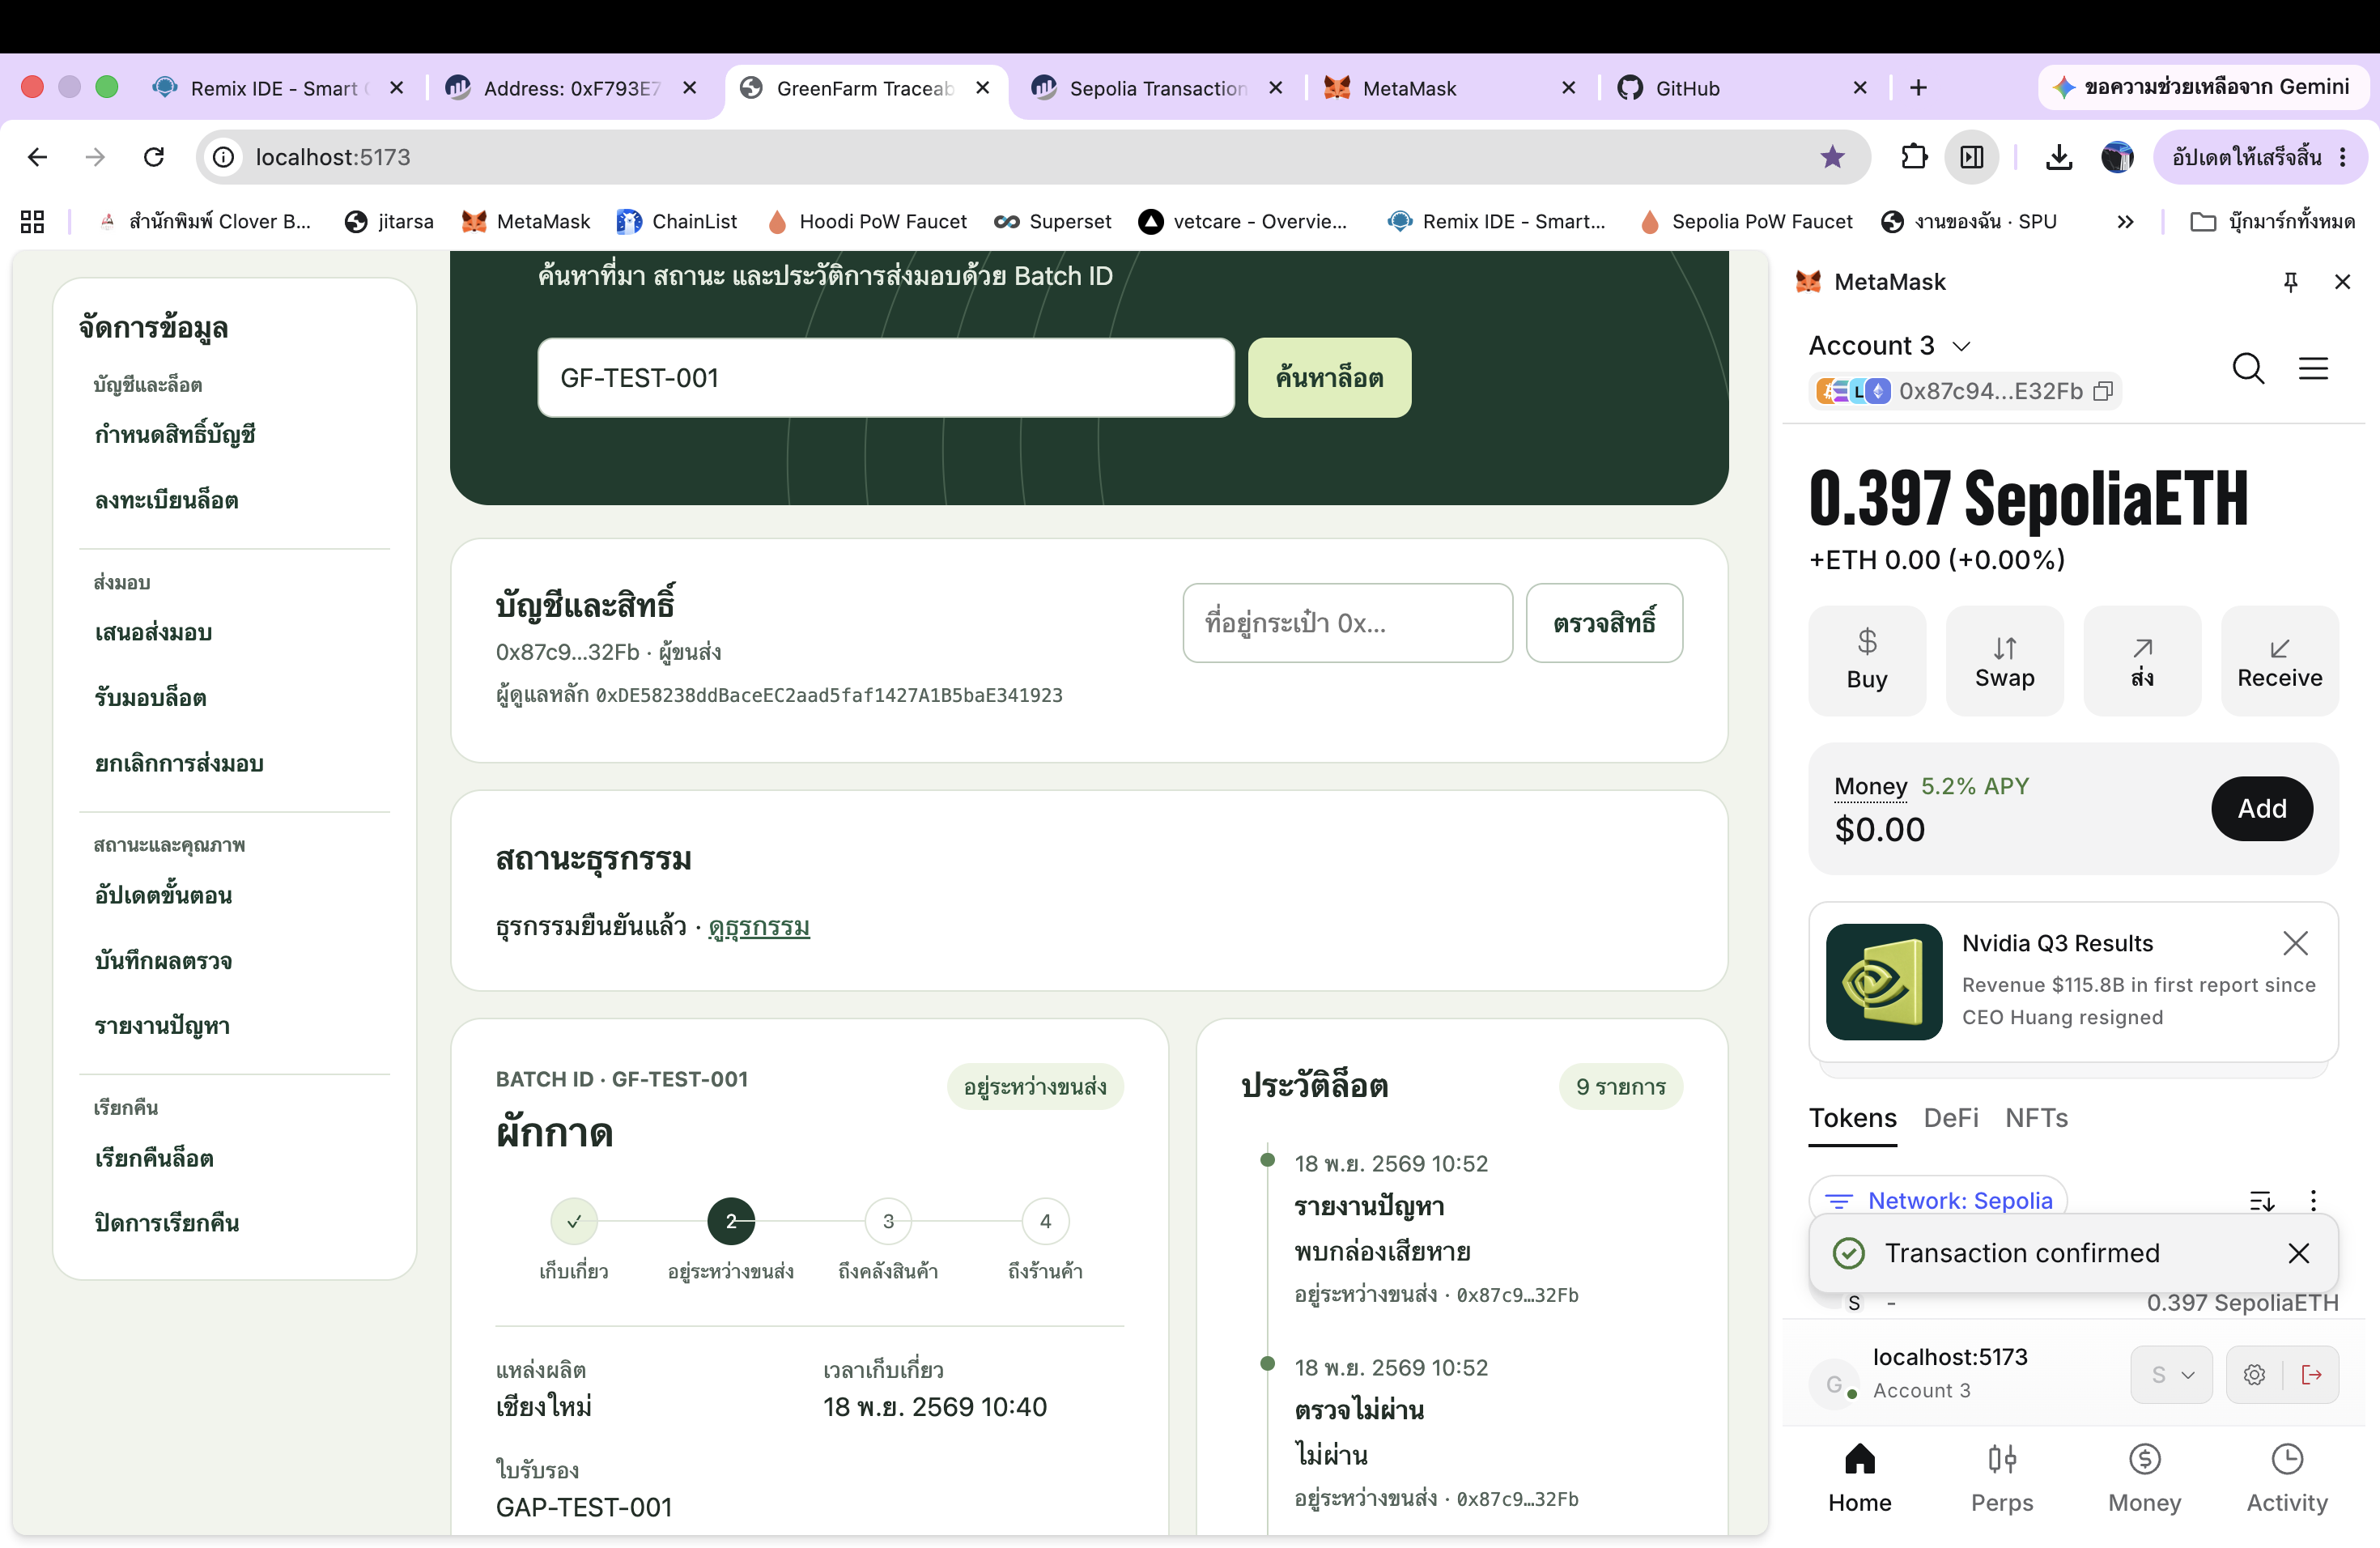 Remix IDE - Smart
Address: 0xF793E7
GreenFarm Traceab
Sepolia Transaction
MetaMask
GitHub
ขอความช่วยเหลือจาก Gemini
localhost:5173
อัปเดตให้เสร็จสิ้น
สำนักพิมพ์ Clover B...
jitarsa
MetaMask
ChainList
Hoodi PoW Faucet
Superset
vetcare - Overvie...
Remix IDE - Smart...
Sepolia PoW Faucet
งานของฉัน · SPU
บุ๊กมาร์กทั้งหมด
จัดการข้อมูล
บัญชีและล็อต
กำหนดสิทธิ์บัญชี
ลงทะเบียนล็อต
ส่งมอบ
เสนอส่งมอบ
รับมอบล็อต
ยกเลิกการส่งมอบ
สถานะและคุณภาพ
อัปเดตขั้นตอน
บันทึกผลตรวจ
รายงานปัญหา
เรียกคืน
เรียกคืนล็อต
ปิดการเรียกคืน
ค้นหาที่มา สถานะ และประวัติการส่งมอบด้วย Batch ID
GF-TEST-001
ค้นหาล็อต
บัญชีและสิทธิ์
0x87c9...32Fb · ผู้ขนส่ง
ผู้ดูแลหลัก 0xDE58238ddBaceEC2aad5faf1427A1B5baE341923
ที่อยู่กระเป๋า 0x...
ตรวจสิทธิ์
สถานะธุรกรรม
ธุรกรรมยืนยันแล้ว · ดูธุรกรรม
BATCH ID · GF-TEST-001
อยู่ระหว่างขนส่ง
ผักกาด
2
3
4
เก็บเกี่ยว
อยู่ระหว่างขนส่ง
ถึงคลังสินค้า
ถึงร้านค้า
แหล่งผลิต
เชียงใหม่
เวลาเก็บเกี่ยว
18 พ.ย. 2569 10:40
ใบรับรอง
GAP-TEST-001
ประวัติล็อต
9 รายการ
18 พ.ย. 2569 10:52
รายงานปัญหา
พบกล่องเสียหาย
อยู่ระหว่างขนส่ง · 0x87c9…32Fb
18 พ.ย. 2569 10:52
ตรวจไม่ผ่าน
ไม่ผ่าน
อยู่ระหว่างขนส่ง · 0x87c9…32Fb
MetaMask
Account 3
0x87c94...E32Fb
0.397 SepoliaETH
+ETH 0.00 (+0.00%)
Buy
Swap
ส่ง
Receive
Money 5.2% APY
$0.00
Add
Nvidia Q3 Results
Revenue $115.8B in first report since
CEO Huang resigned
Tokens
DeFi
NFTs
Network: Sepolia
Transaction confirmed
S
-
0.397 SepoliaETH
G
localhost:5173
Account 3
S
Home
Perps
Money
Activity